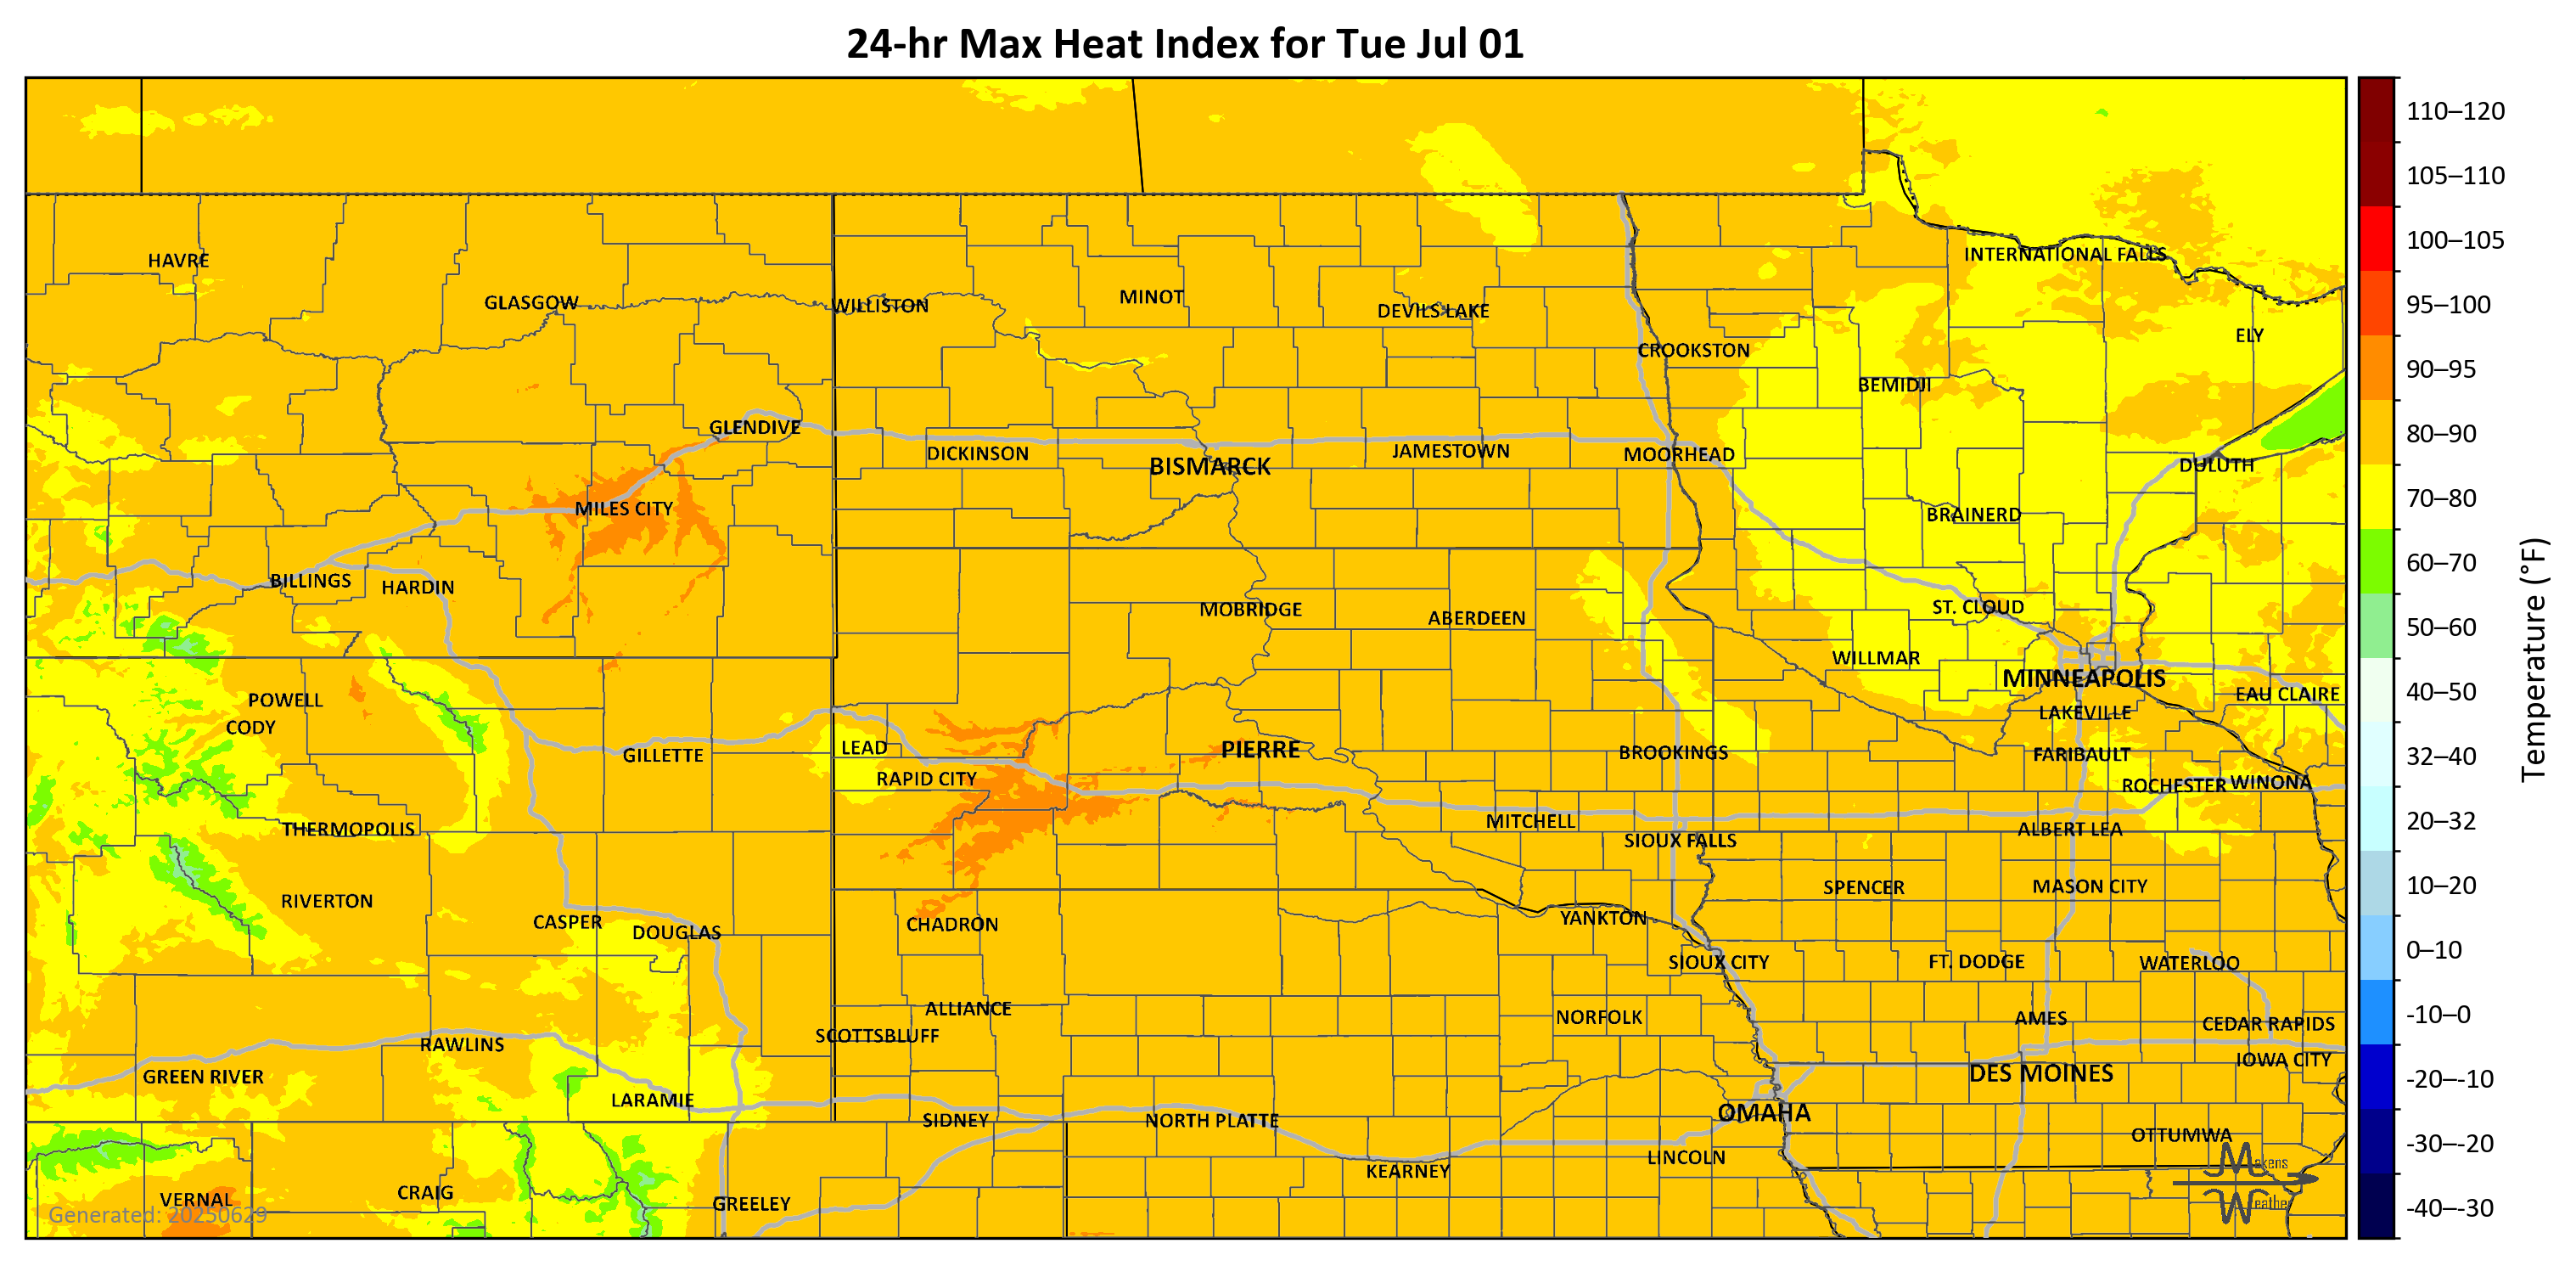 24-hr Max Heat Index for Tue Jul 01
110–120
105–110
HAVRE
100–105
INTERNATIONAL FALLS
GLASGOW
WILLISTON
MINOT
DEVILS LAKE
95–100
ELY
CROOKSTON
90–95
BEMIDJI
GLENDIVE
80–90
DICKINSON
BISMARCK
JAMESTOWN
MOORHEAD
DULUTH
70–80
MILES CITY
BRAINERD
60–70
BILLINGS
HARDIN
MOBRIDGE
ABERDEEN
ST. CLOUD
50–60
WILLMAR
MINNEAPOLIS
Temperature (°F)
POWELL
EAU CLAIRE
40–50
CODY
LAKEVILLE
GILLETTE
LEAD
PIERRE
BROOKINGS
FARIBAULT
32–40
RAPID CITY
ROCHESTER
WINONA
THERMOPOLIS
MITCHELL
ALBERT LEA
20–32
SIOUX FALLS
RIVERTON
SPENCER
MASON CITY
10–20
CASPER
DOUGLAS
CHADRON
YANKTON
SIOUX CITY
FT. DODGE
WATERLOO
0–10
ALLIANCE
NORFOLK
AMES
CEDAR RAPIDS
-10–0
SCOTTSBLUFF
RAWLINS
IOWA CITY
GREEN RIVER
DES MOINES
-20–-10
LARAMIE
SIDNEY
NORTH PLATTE
OMAHA
OTTUMWA
-30–-20
LINCOLN
KEARNEY
Makens
VERNAL
CRAIG
GREELEY
Weather
-40–-30
Generated: 20250629